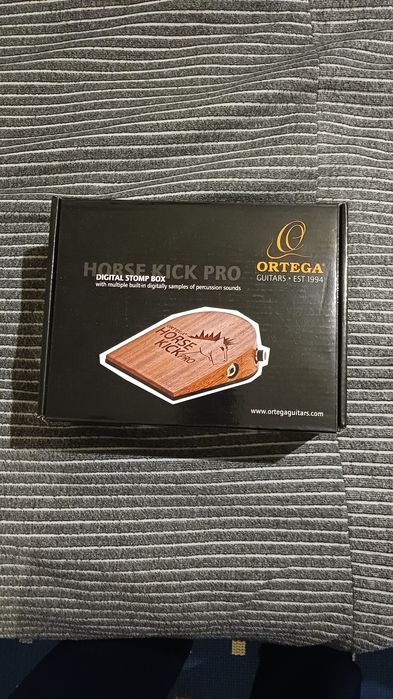 HORSE KICK PRO
DIGITAL STOMP BOX
with multiple built-in digitally samples of percussion sounds
ORTEGA
GUITARS • EST 1994
HORSE
KICK PRO
www.ortegaguitars.com